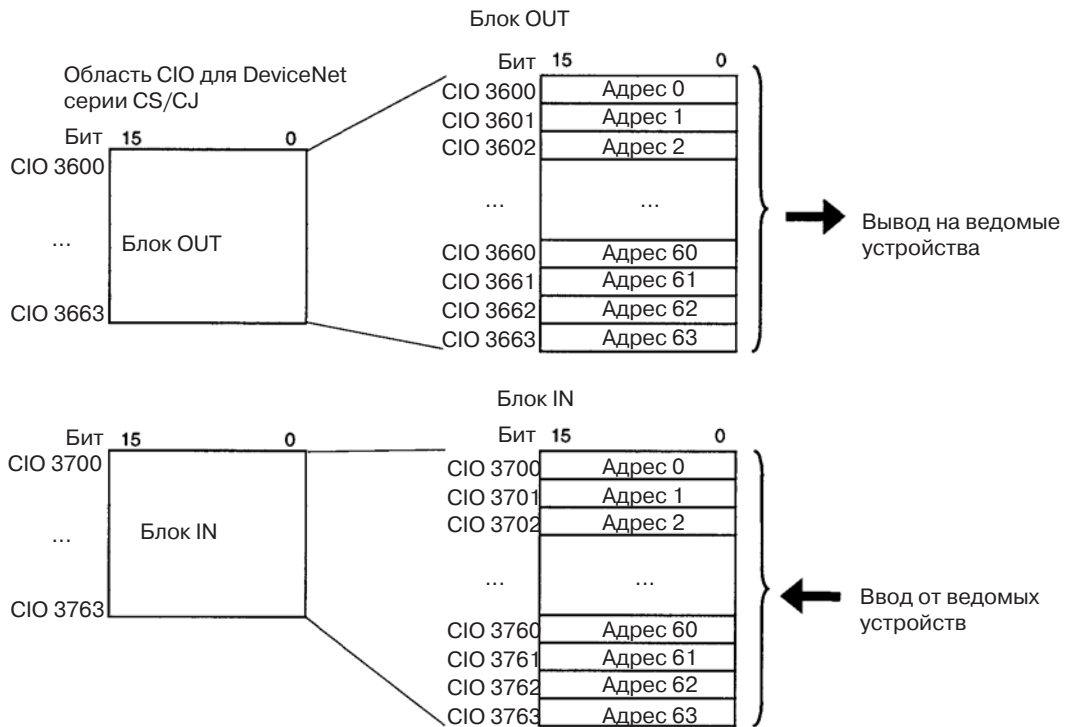 Блок OUT
Область CIO для DeviceNet
серии CS/CJ
Бит 15 0
CIO 3600
...
Блок OUT
CIO 3663
Бит 15 0
CIO 3600 Адрес 0
CIO 3601 Адрес 1
CIO 3602 Адрес 2
... ...
CIO 3660 Адрес 60
CIO 3661 Адрес 61
CIO 3662 Адрес 62
CIO 3663 Адрес 63
Вывод на ведомые
устройства
Блок IN
Бит 15 0
CIO 3700
...
Блок IN
CIO 3763
Бит 15 0
CIO 3700 Адрес 0
CIO 3701 Адрес 1
CIO 3702 Адрес 2
... ...
CIO 3760 Адрес 60
CIO 3761 Адрес 61
CIO 3762 Адрес 62
CIO 3763 Адрес 63
Ввод от ведомых
устройств